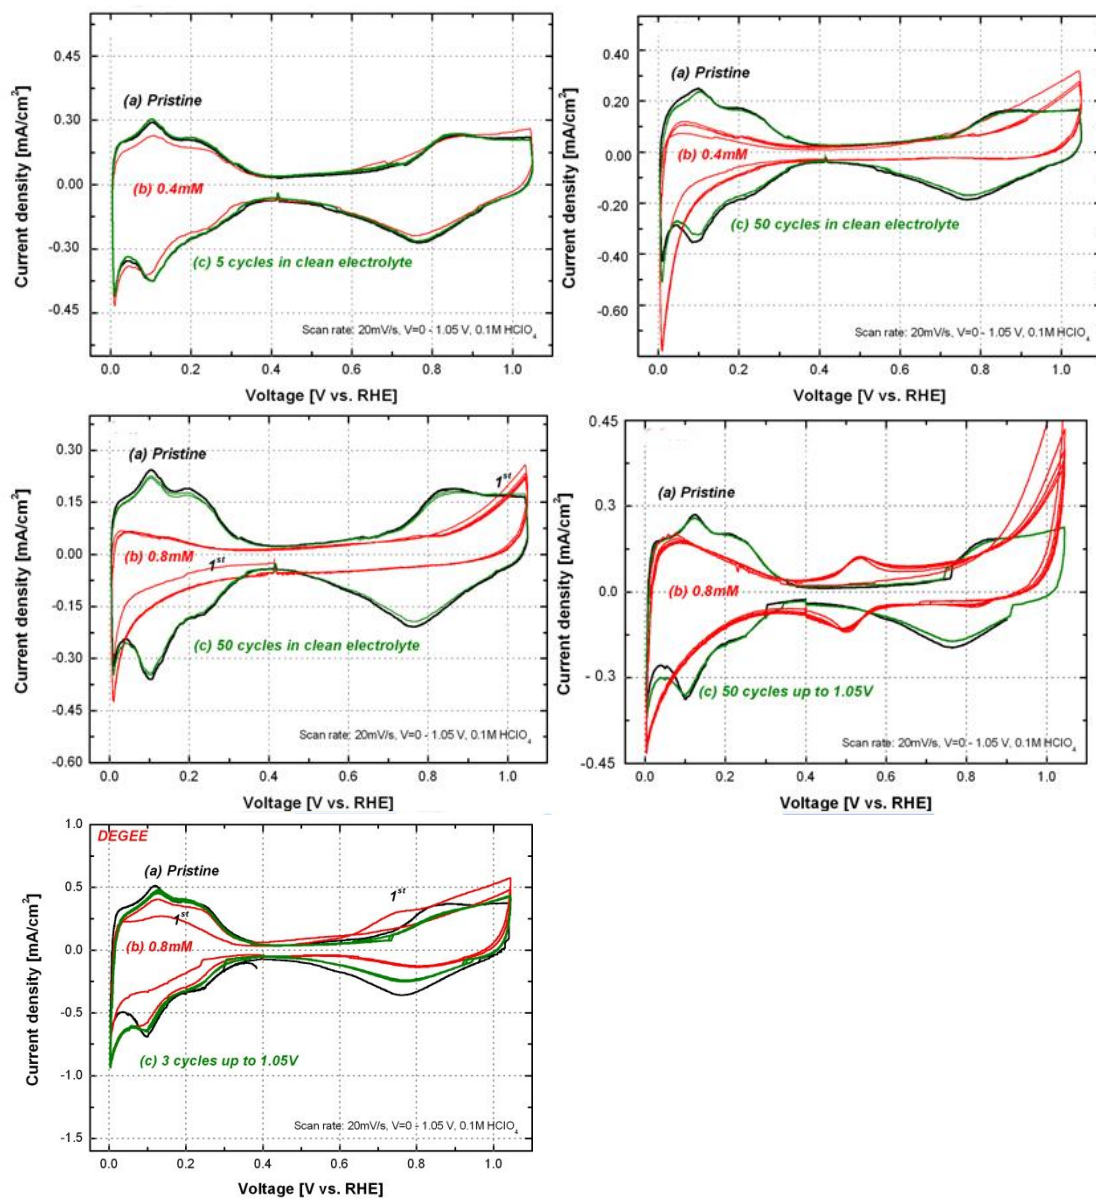 0.45
0.30
0.15
0.00
-0.30
-0.45
Current density [mA/cm²]
(a) Pristine
(b) 0.4mM
(c) 5 cycles in clean electrolyte
Scan rate: 20mV/s, V=0 - 1.05 V, 0.1M HClO₄
0.0 0.2 0.4 0.6 0.8 1.0
Voltage [V vs. RHE]
0.40
0.20
0.00
-0.20
-0.40
-0.60
Current density [mA/cm²]
(a) Pristine
(b) 0.4mM
(c) 50 cycles in clean electrolyte
Scan rate: 20mV/s, V=0 - 1.05 V, 0.1M HClO₄
0.0 0.2 0.4 0.6 0.8 1.0
Voltage [V vs. RHE]
0.30
0.15
0.00
-0.15
-0.30
-0.45
-0.60
Current density [mA/cm²]
(a) Pristine
1st
(b) 0.8mM
1st
(c) 50 cycles in clean electrolyte
Scan rate: 20mV/s, V=0 - 1.05 V, 0.1M HClO₄
0.0 0.2 0.4 0.6 0.8 1.0
Voltage [V vs. RHE]
0.45
0.3
0.0
-0.3
-0.45
Current density [mA/cm²]
(a) Pristine
(b) 0.8mM
(c) 50 cycles up to 1.05V
Scan rate: 20mV/s, V=0 - 1.05 V, 0.1M HClO₄
0.0 0.2 0.4 0.6 0.8 1.0
Voltage [V vs. RHE]
1.0
0.5
0.0
-0.5
-1.0
-1.5
Current density [mA/cm²]
DEGEE
(a) Pristine
1st
1st
(b) 0.8mM
(c) 3 cycles up to 1.05V
Scan rate: 20mV/s, V=0 - 1.05 V, 0.1M HClO₄
0.0 0.2 0.4 0.6 0.8 1.0
Voltage [V vs. RHE]